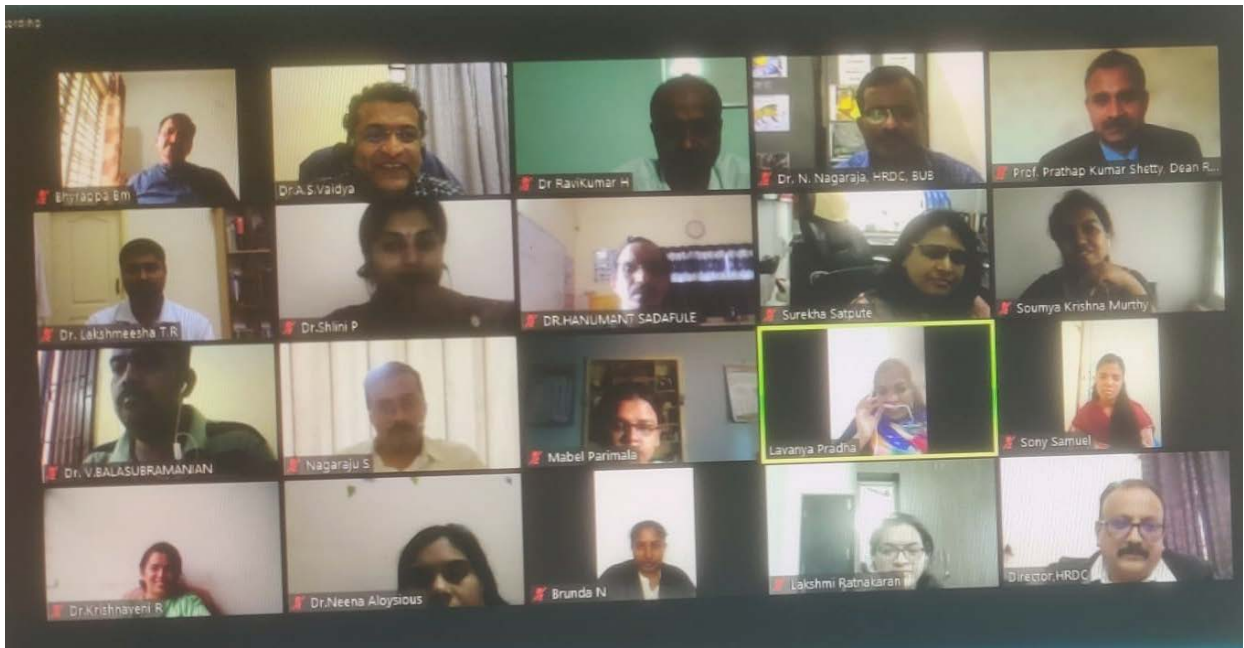 Bhyrappa Bm
Dr.A.S.Vaidya
Dr RaviKumar H
Dr. N. Nagaraja, HRDC, BUB
Prof. Prathap Kumar Shetty, Dean R...
Dr. Lakshmeesha T.R
Dr.Shlini P
DR.HANUMANT SADAFULE
Surekha Satpute
Soumya Krishna Murthy
Dr. V.BALASUBRAMANIAN
Nagaraju S
Mabel Parimala
Lavanya Pradha
Sony Samuel
Dr.Krishnaveni R
Dr.Neena Aloysious
Brunda N
Lakshmi Ratnakaran
Director,HRDC